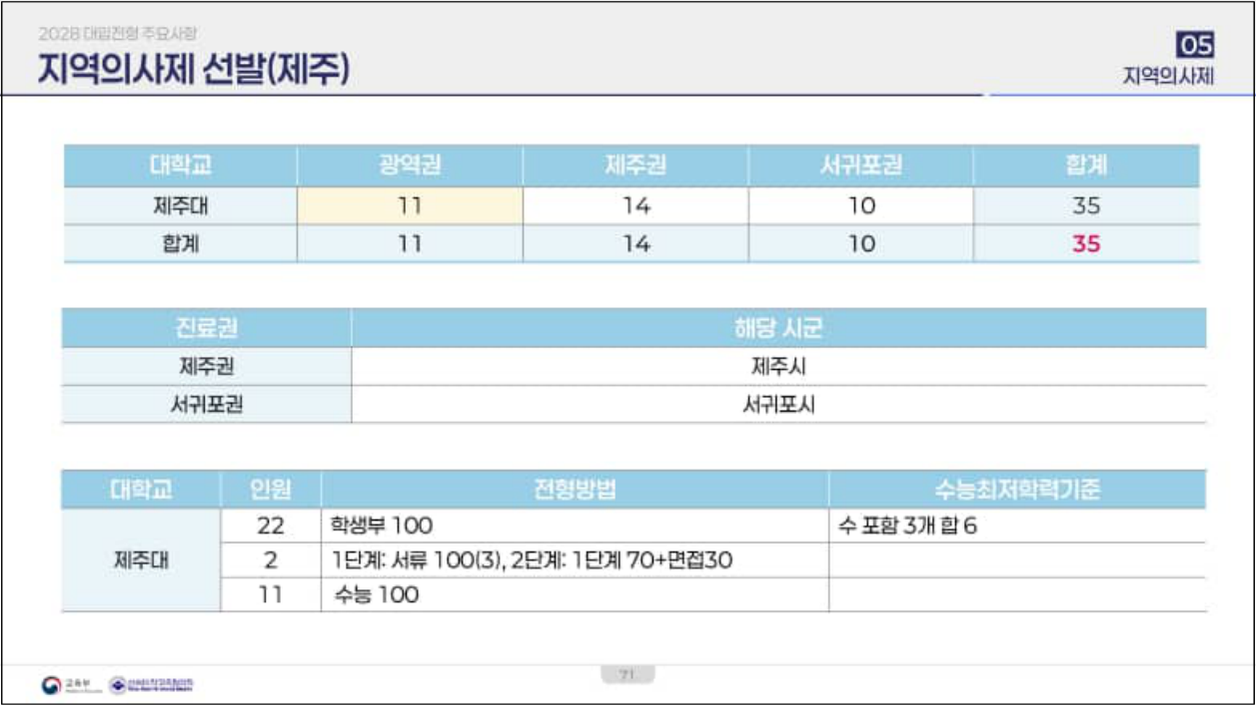 2028 대입전형 주요사항
지역의사제 선발(제주)
05
지역의사제
대학교 광역권 제주권 서귀포권 합계
제주대 11 14 10 35
합계 11 14 10 35
진료권 해당 시군
제주권 제주시
서귀포권 서귀포시
대학교 인원 전형방법 수능최저학력기준
22 학생부 100 수 포함 3개 합 6
제주대 2 1단계: 서류 100(3), 2단계: 1단계 70+면접30
11 수능 100
71
교육부